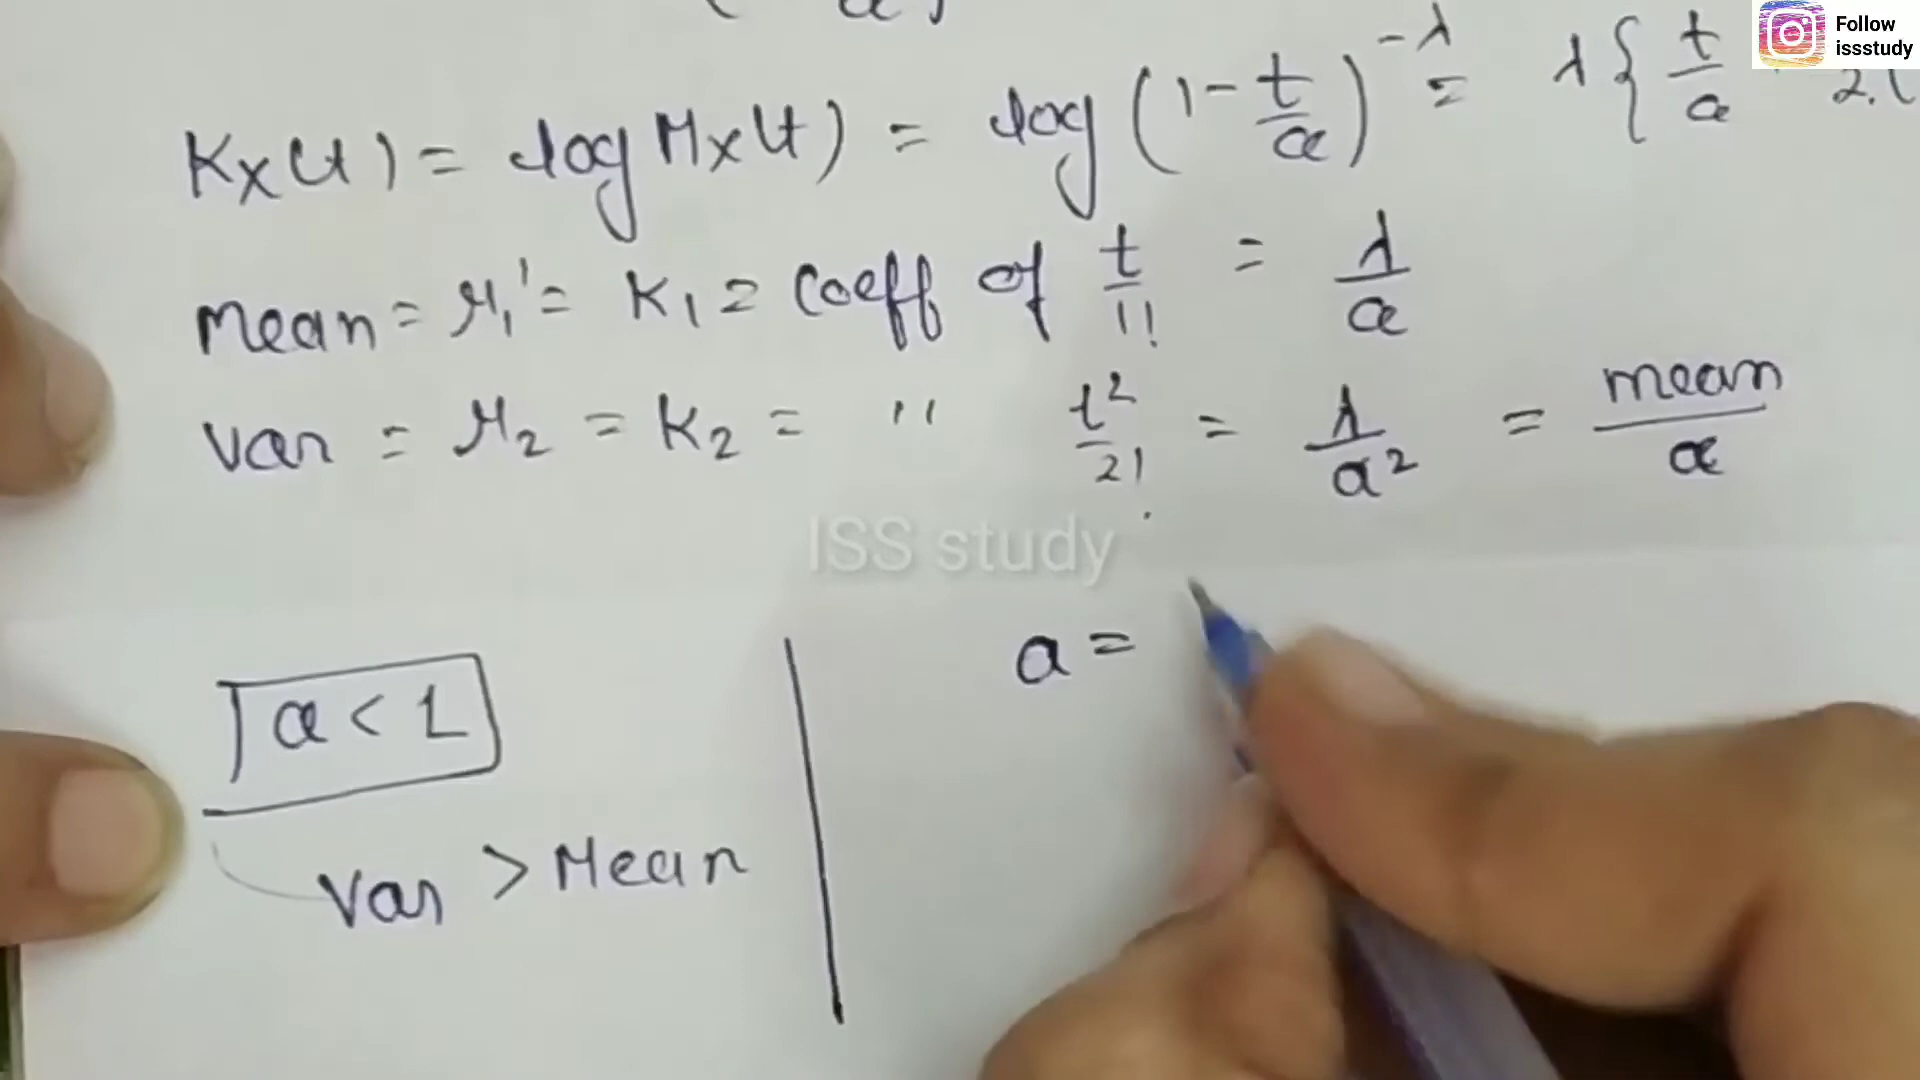 Follow
issstudy
Kx(t) = log Mx(t) = log (1 - t/a)^-λ = λ { t/a
Mean = μ1' = K1 = coeff of t/1! = λ/a
Var = μ2 = K2 = " t²/2! = λ/a² = mean/a
ISS study
a =
a < 1
Var > Mean